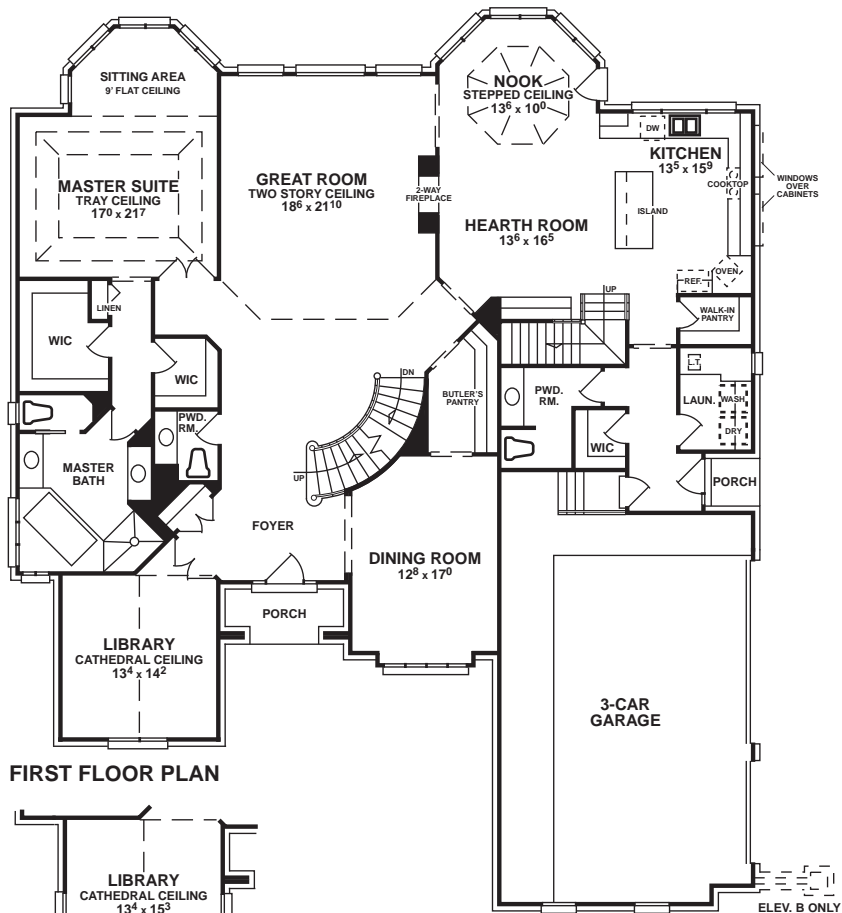 SITTING AREA
9' FLAT CEILING
NOOK
STEPPED CEILING
13⁶ x 10⁰
DW
KITCHEN
13⁵ x 15⁹
COOKTOP
WINDOWS
OVER
CABINETS
MASTER SUITE
TRAY CEILING
17⁰ x 21⁷
GREAT ROOM
TWO STORY CEILING
18⁶ x 21¹⁰
2-WAY
FIREPLACE
ISLAND
HEARTH ROOM
13⁶ x 16⁵
OVEN
REF.
UP
LINEN
WALK-IN
PANTRY
WIC
WIC
DN
BUTLER'S
PANTRY
L.T.
LAUN.
WASH
DRY
PWD.
RM.
PWD.
RM.
WIC
MASTER
BATH
UP
PORCH
FOYER
DINING ROOM
12⁸ x 17⁰
PORCH
LIBRARY
CATHEDRAL CEILING
13⁴ x 14²
3-CAR
GARAGE
FIRST FLOOR PLAN
LIBRARY
CATHEDRAL CEILING
13⁴ x 15³
ELEV. B ONLY